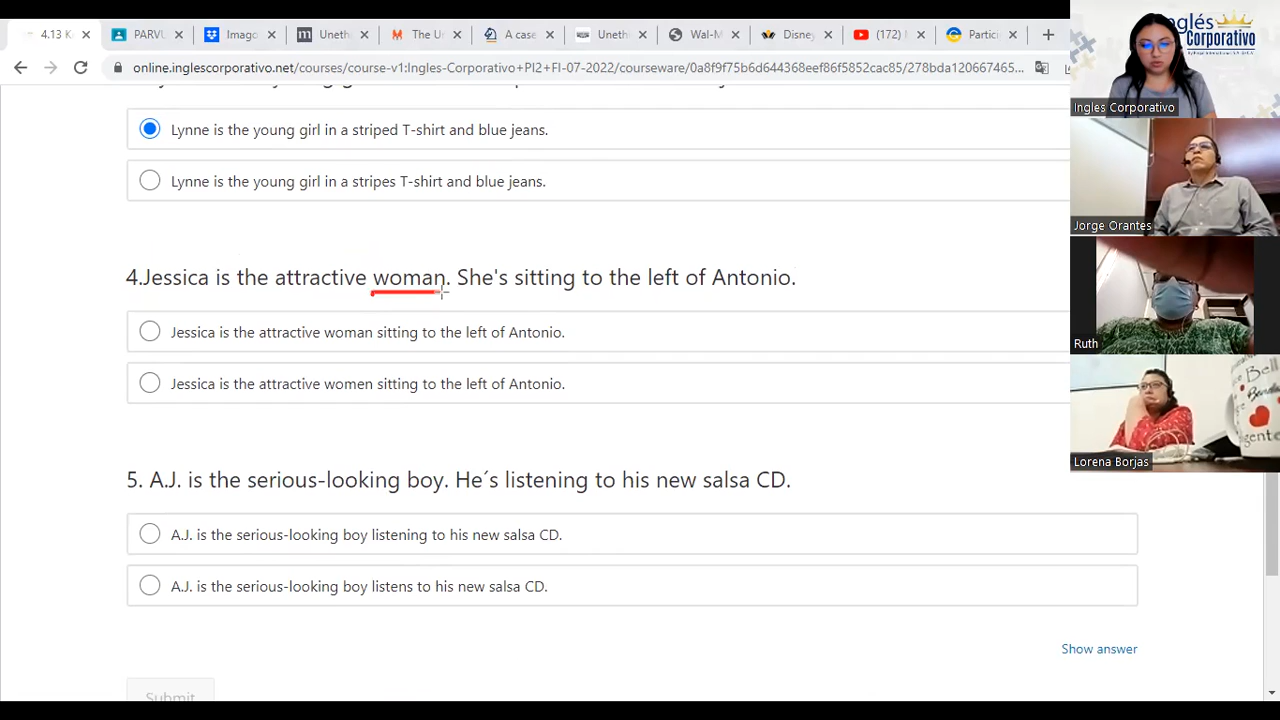 4.13 K
PARVU
Image
Uneth
The U
A Cent
Uneth
Wal-M
Disney
(172)
Partici
online.inglescorporativo.net/courses/course-v1:Ingles-Cor
PI2+FI-07-2022/courseware/0a8f9f75b6d644368eef86f5852cac85/278bda120667465...
Inglés
Corporativo
Ingles Corporativo
Lynne is the young girl in a striped T-shirt and blue jeans.
Lynne is the young girl in a stripes T-shirt and blue jeans.
Jorge Orantes
4.Jessica is the attractive woman. She's sitting to the left of Antonio.
Jessica is the attractive woman sitting to the left of Antonio.
Jessica is the attractive women sitting to the left of Antonio.
Ruth
Bell
gente
Lorena Borjas
5. A.J. is the serious-looking boy. He´s listening to his new salsa CD.
A.J. is the serious-looking boy listening to his new salsa CD.
A.J. is the serious-looking boy listens to his new salsa CD.
Show answer
Submit